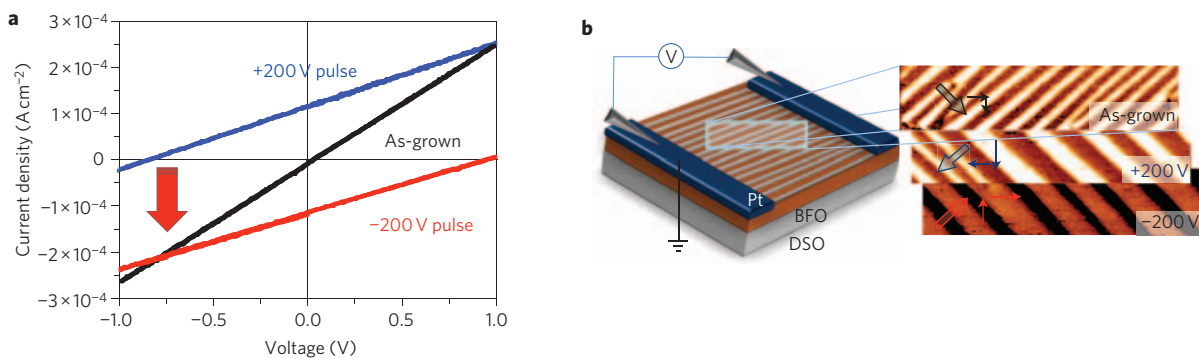 a
3 × 10⁻⁴
2 × 10⁻⁴
1 × 10⁻⁴
0
−1 × 10⁻⁴
−2 × 10⁻⁴
−3 × 10⁻⁴
Current density (A cm⁻²)
+200 V pulse
As-grown
−200 V pulse
−1.0
−0.5
0.0
0.5
1.0
Voltage (V)
b
V
Pt
BFO
DSO
As-grown
+200 V
−200 V